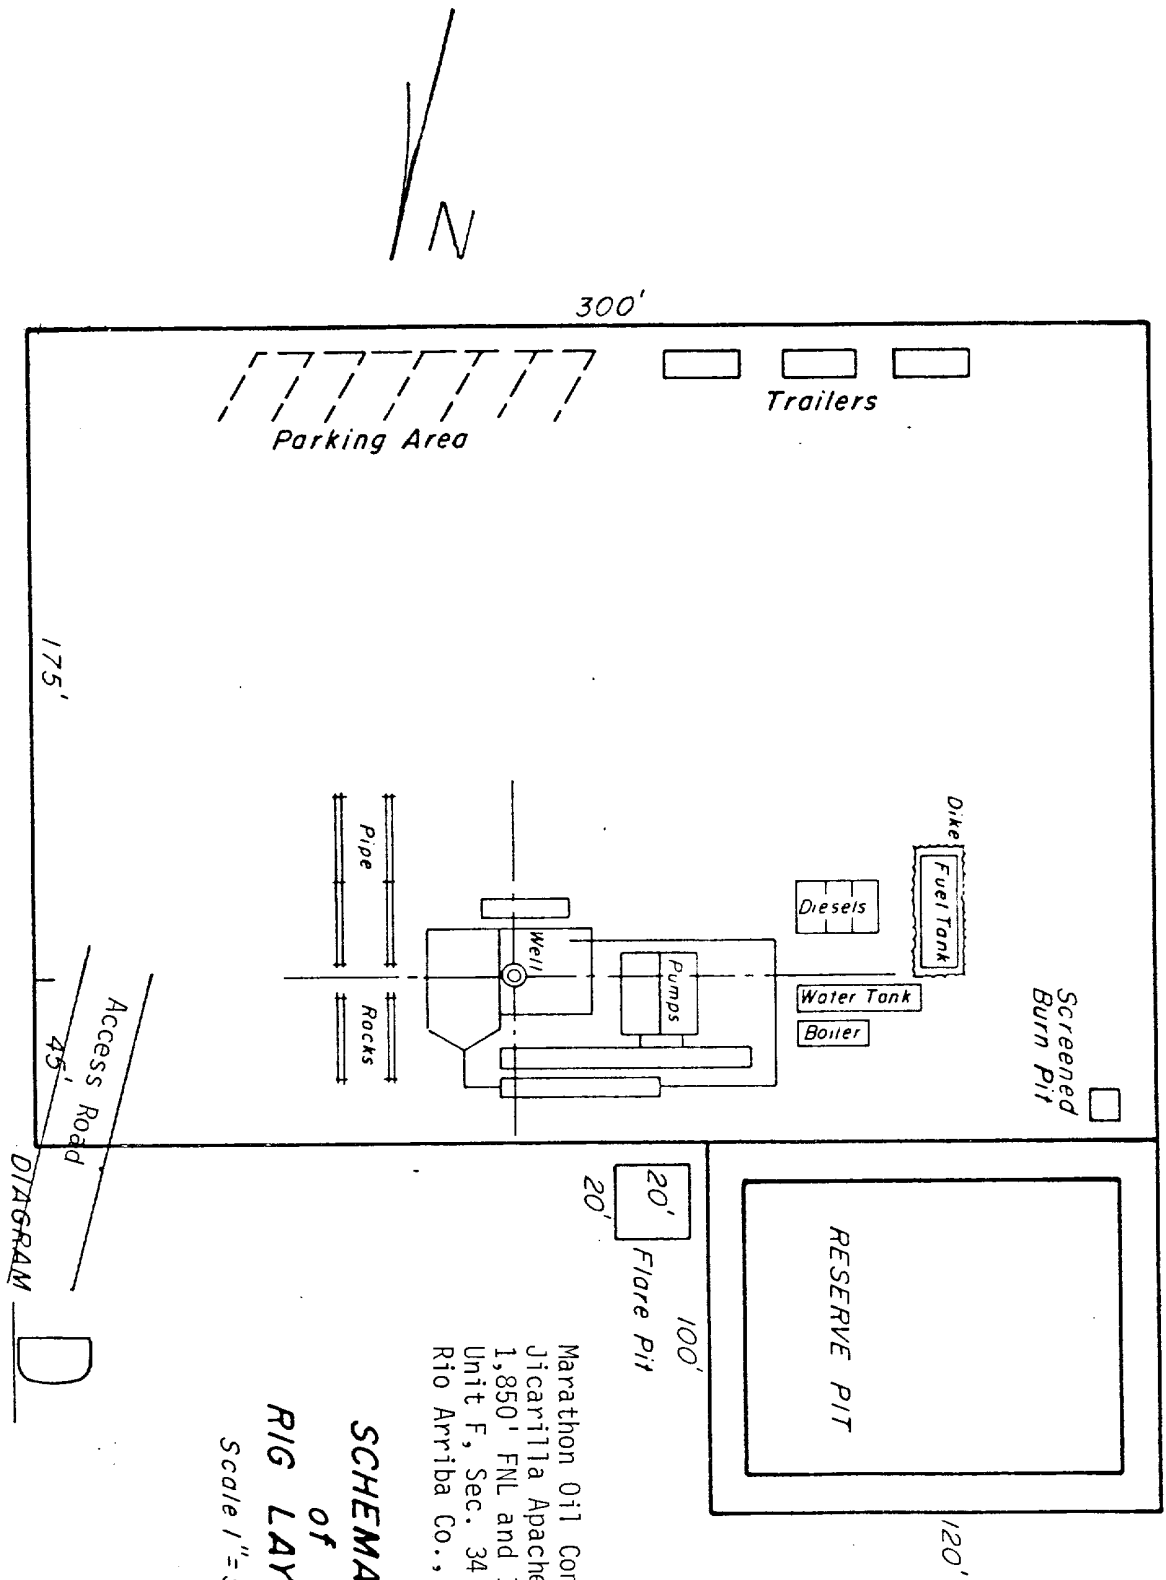 N
300'
Trailers
Parking Area
175'
Dike
Fuel Tank
Diesels
Pipe
Well
Pumps
Water Tank
Boiler
Racks
Screened
Burn Pit
Access Road
45'
DIAGRAM
D
20'
20'
Flare Pit
100'
RESERVE PIT
120'
Marathon Oil
Jicarilla Apache
1,850' FNL and
Unit F, Sec. 34
Rio Arriba Co.,
SCHEMA
of
RIG LAY
Scale 1"=